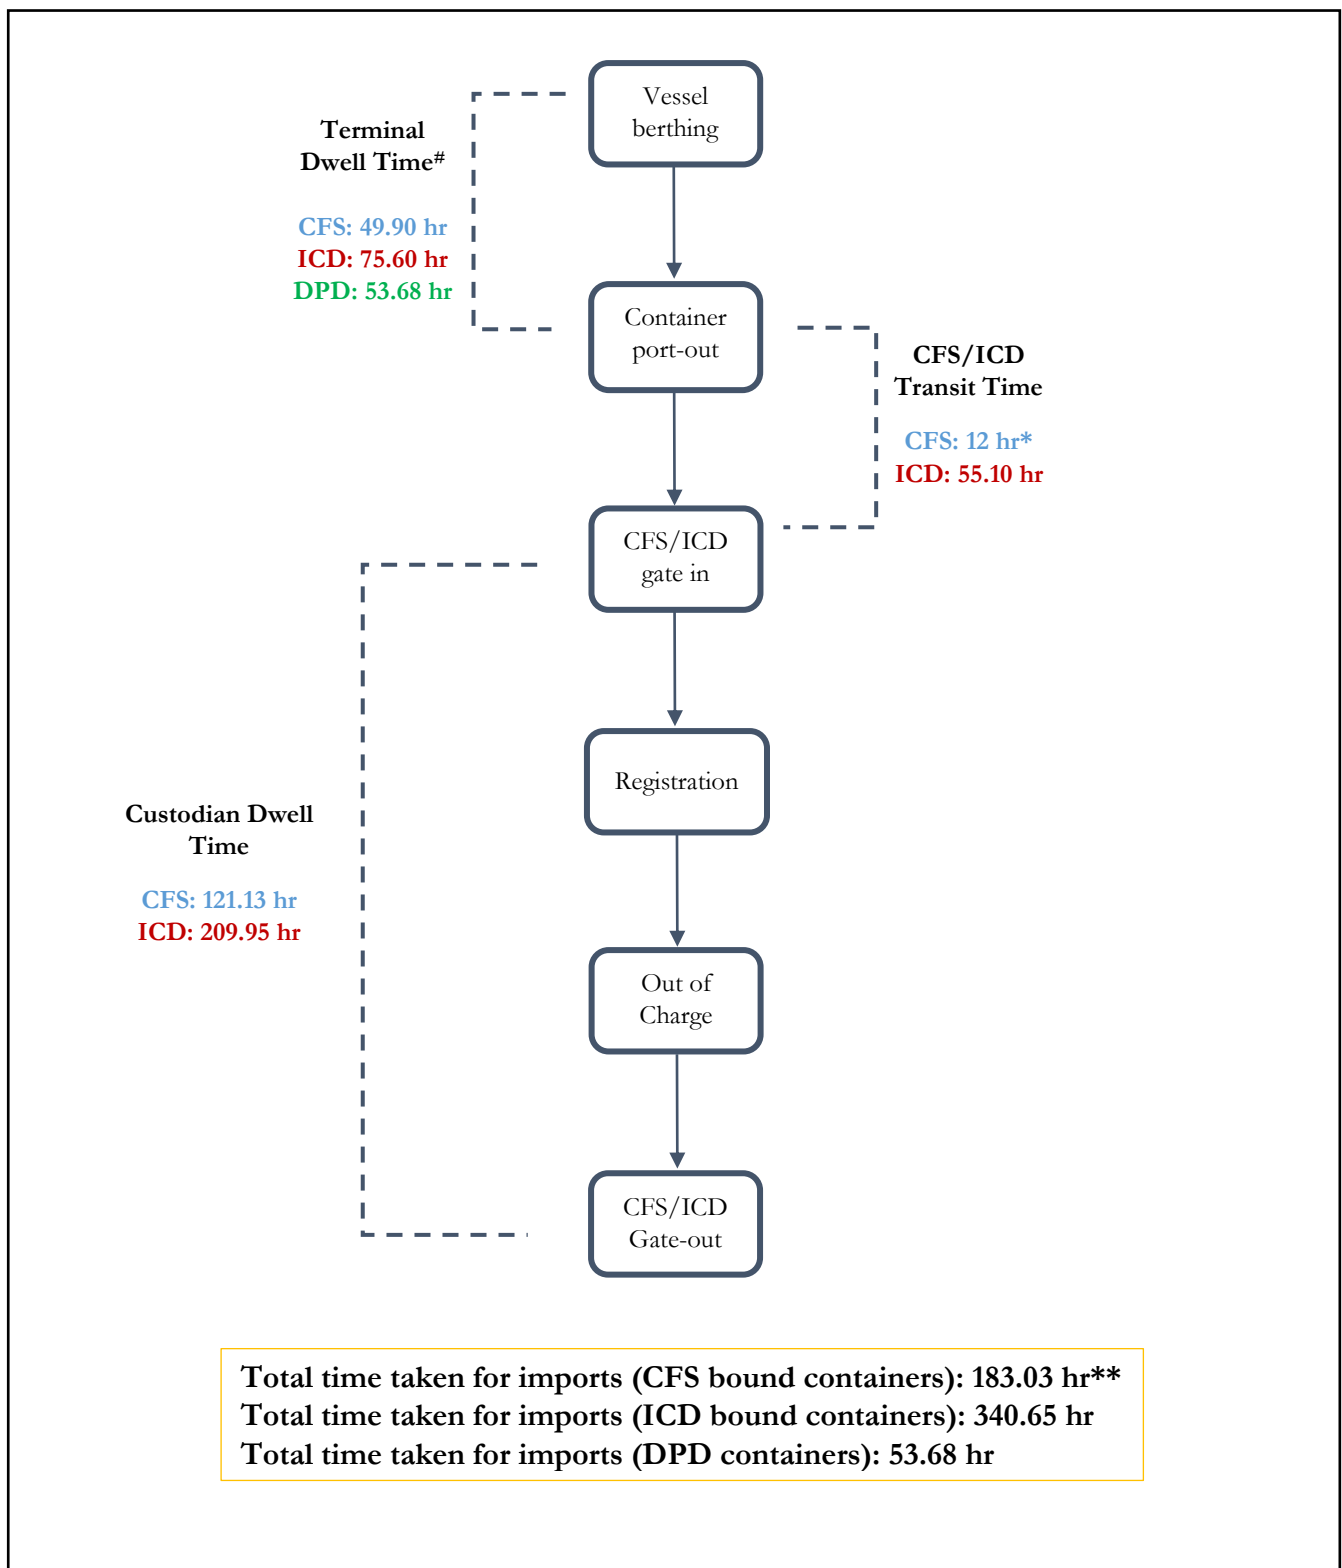 Vessel
berthing
Terminal
Dwell Time#
CFS: 49.90 hr
ICD: 75.60 hr
DPD: 53.68 hr
Container
port-out
CFS/ICD
Transit Time
CFS: 12 hr*
ICD: 55.10 hr
CFS/ICD
gate in
Registration
Custodian Dwell
Time
CFS: 121.13 hr
ICD: 209.95 hr
Out of
Charge
CFS/ICD
Gate-out
Total time taken for imports (CFS bound containers): 183.03 hr**
Total time taken for imports (ICD bound containers): 340.65 hr
Total time taken for imports (DPD containers): 53.68 hr